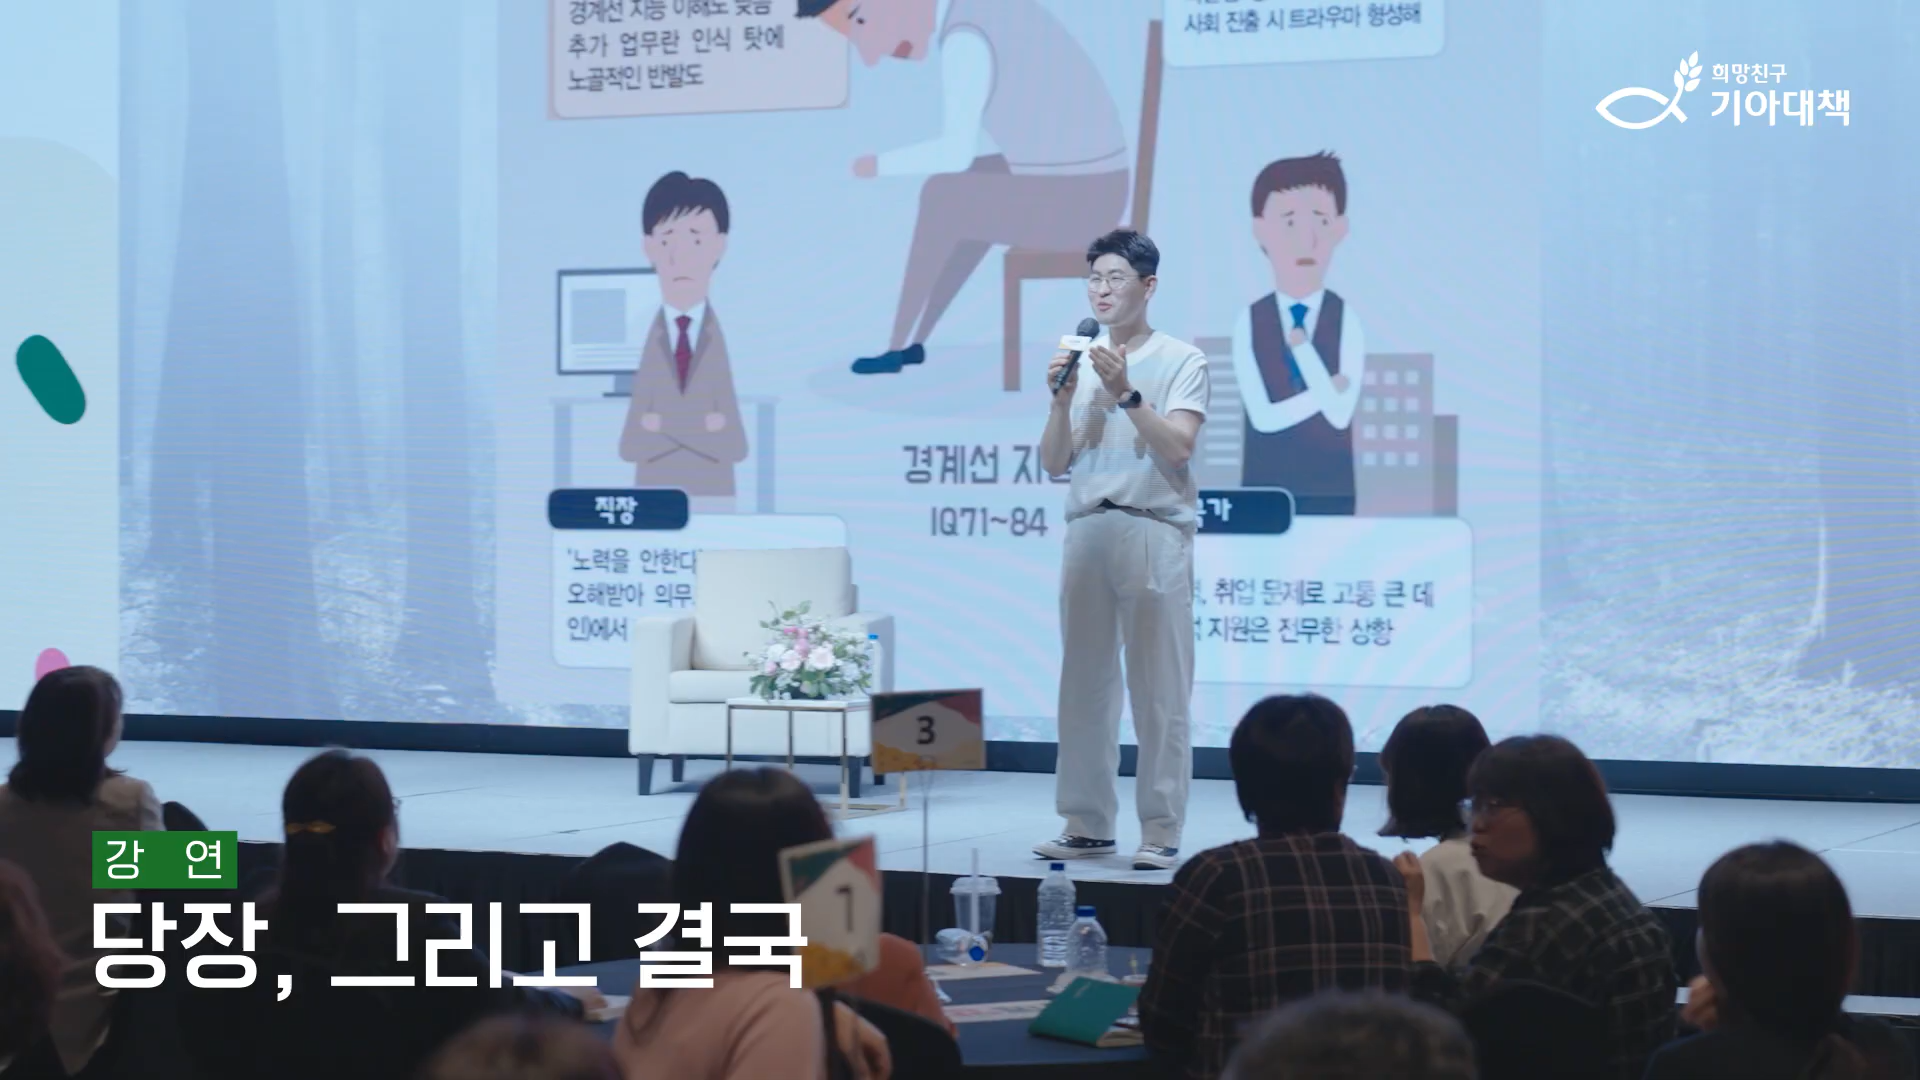 경계선 지능 이해도 낮음
추가 업무란 인식 탓에
노골적인 반발도
사회 진출 시 트라우마 형성해
희망친구
기아대책
경계선
IQ71~84
직장
'노력을 안한다
오해받아 의무
인)에서
취업 문제로 고통 큰 데
지원은 전무한 상황
3
1
강 연
당장, 그리고 결국